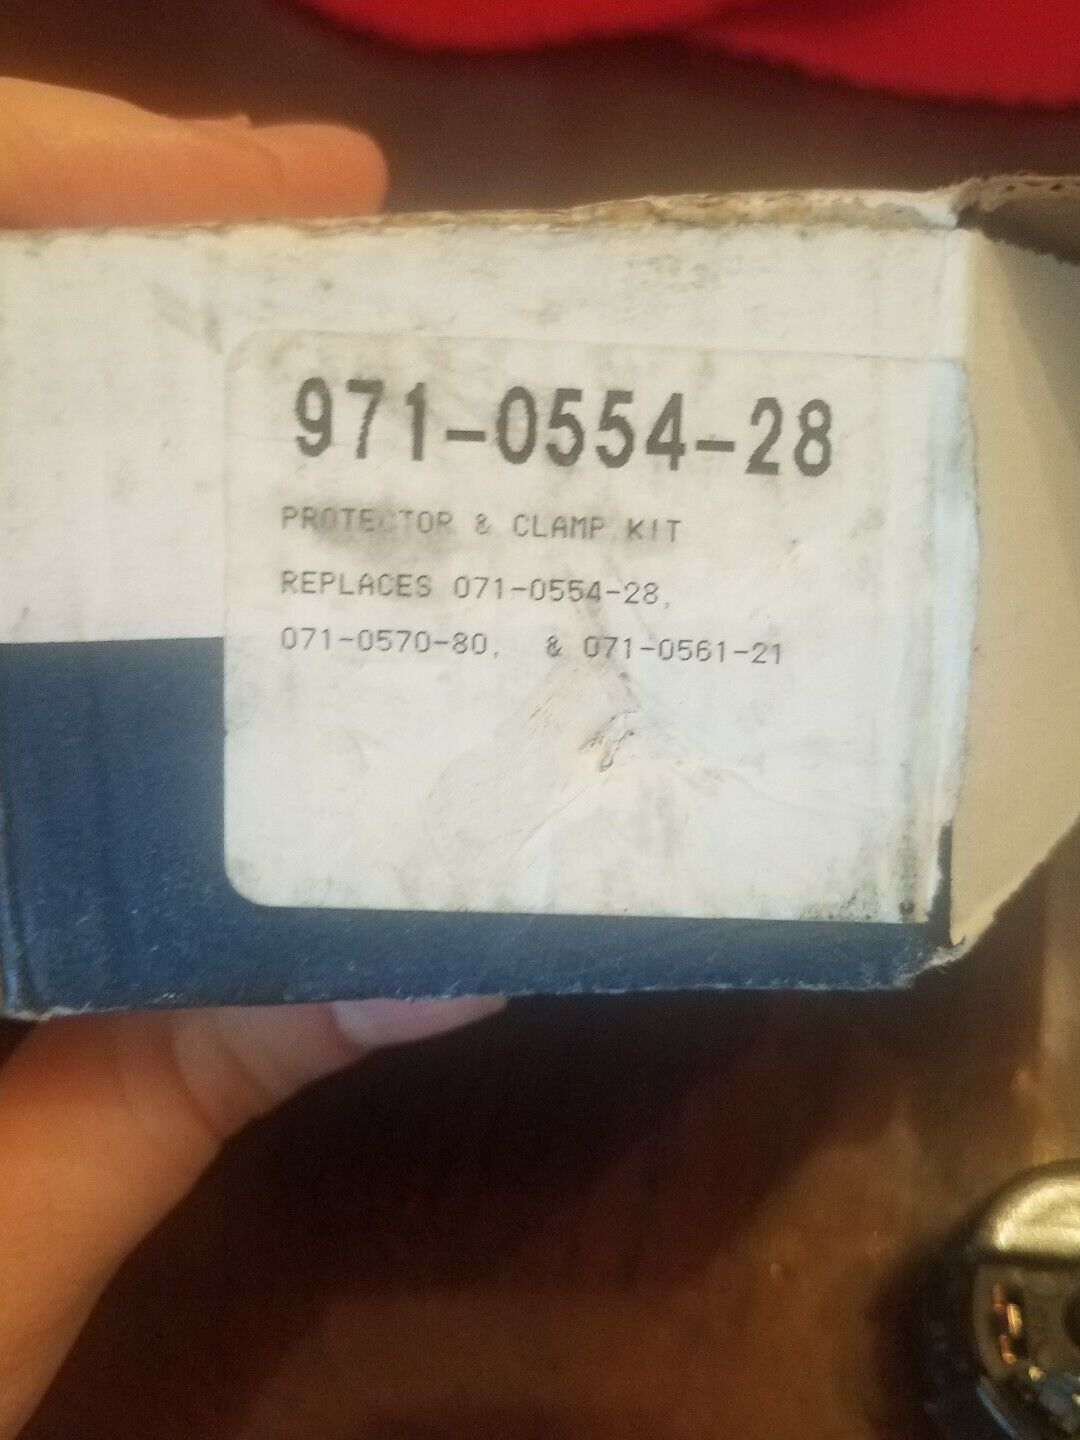 971-0554-28
PROTECTOR & CLAMP KIT
REPLACES 071-0554-28,
071-0570-80, & 071-0561-21